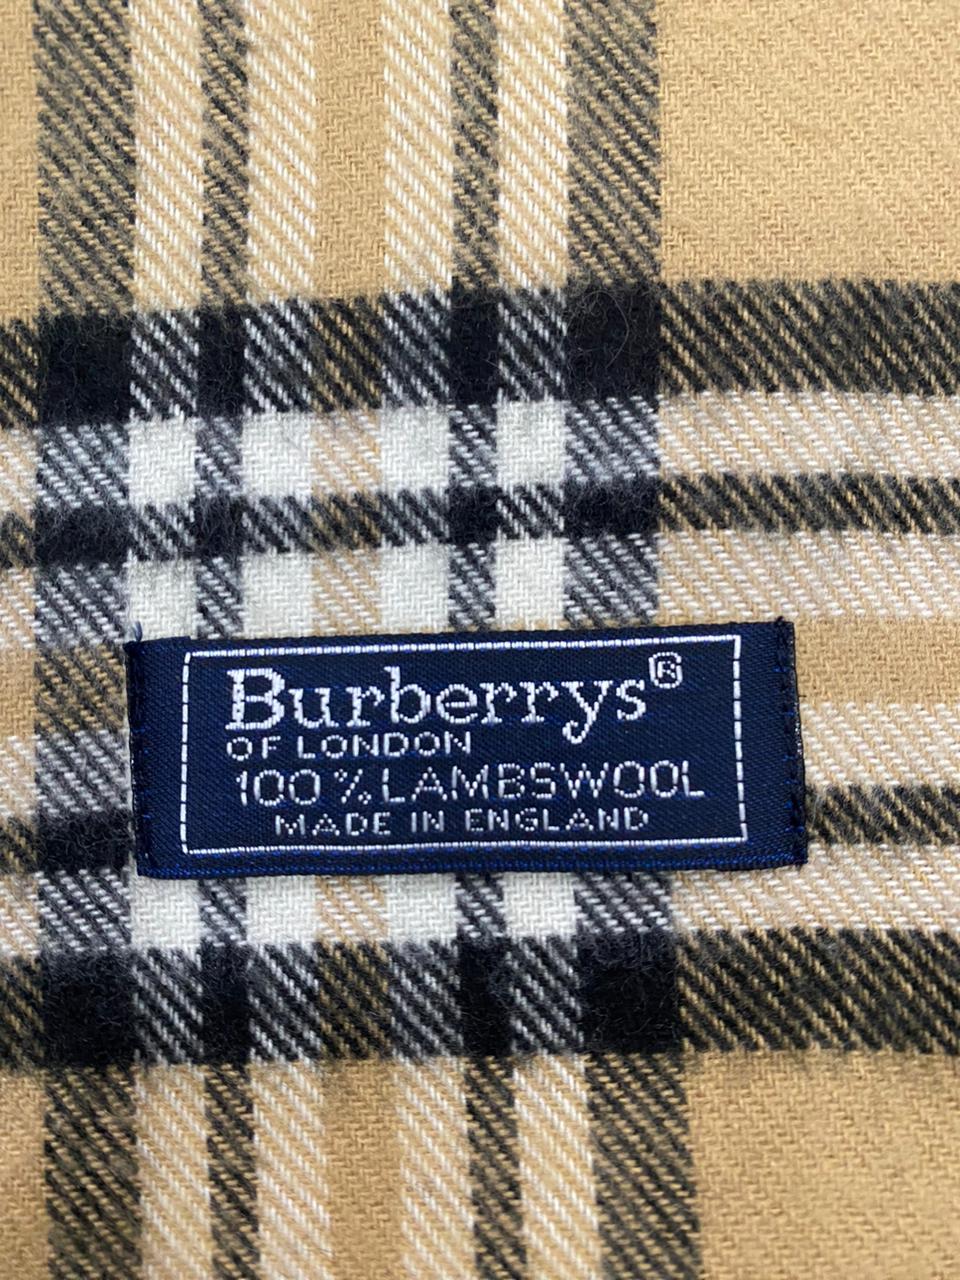 Burberrys®
OF LONDON
100% LAMBSWOOL
MADE IN ENGLAND